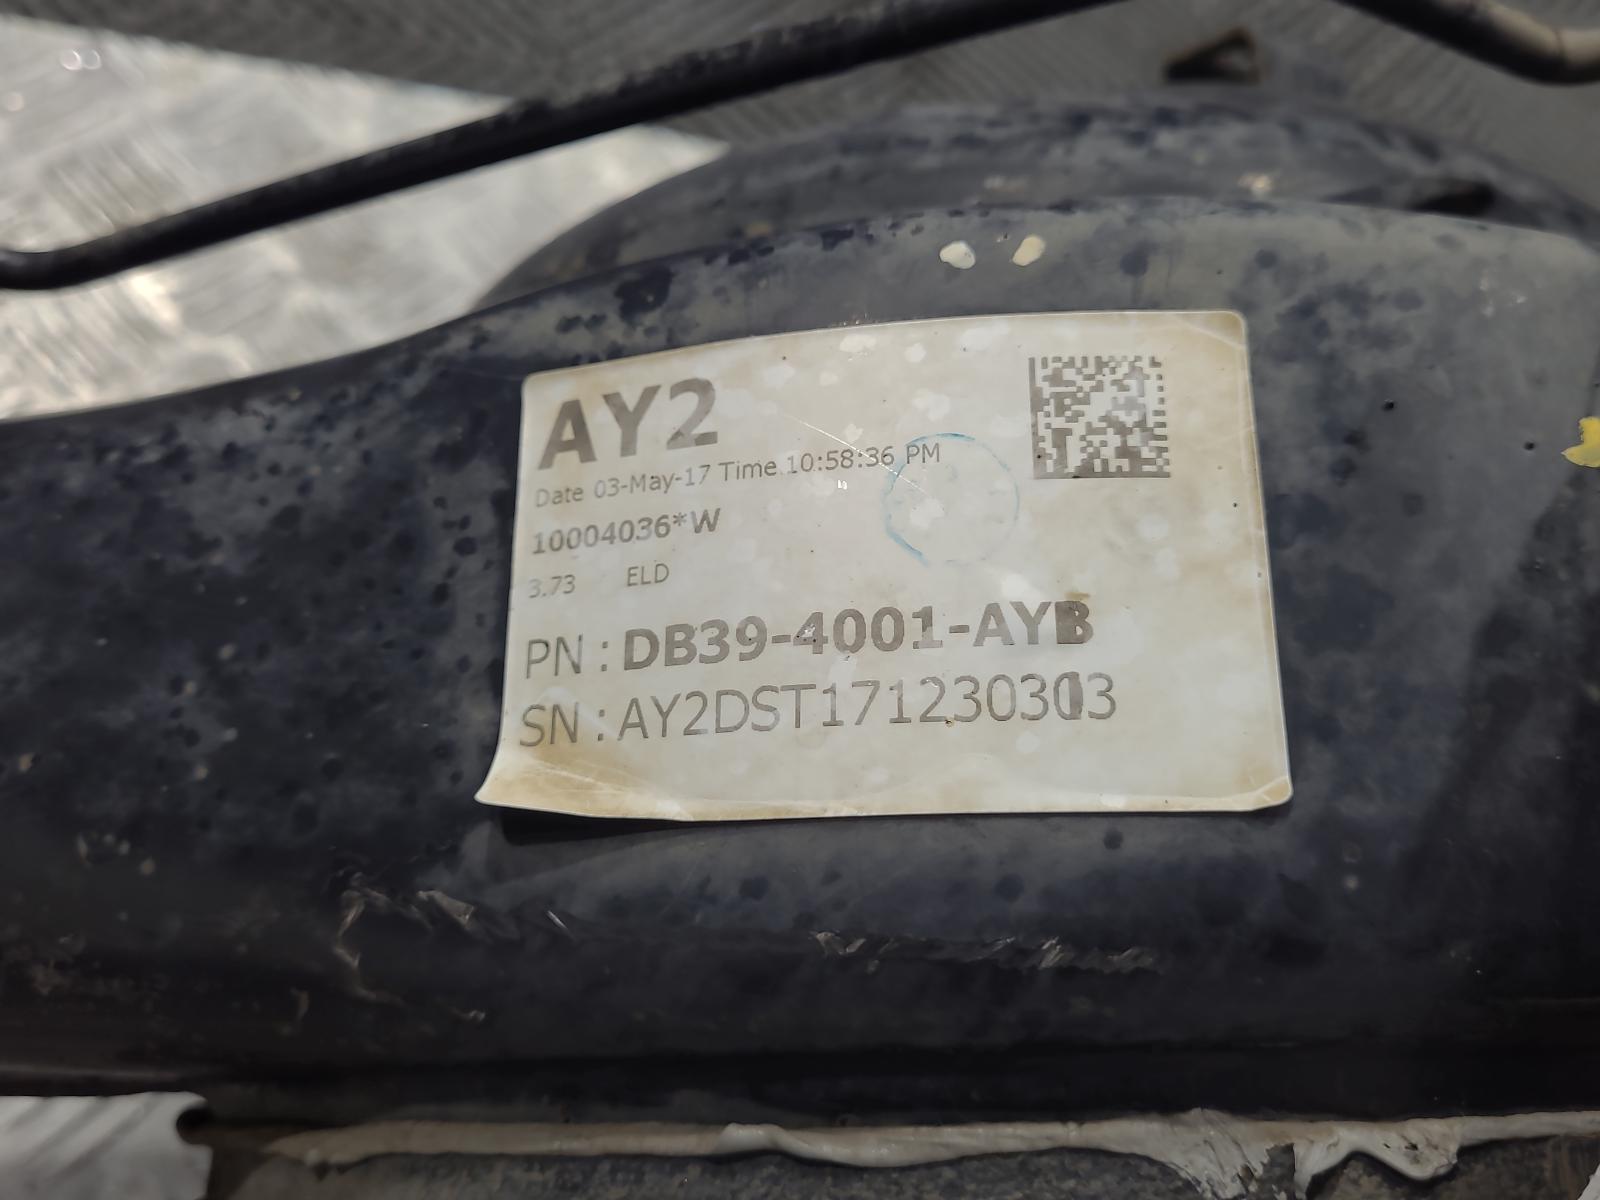 AY2
Date 03-May-17 Time 10:58:36 PM
10004036*W
3.73 ELD
PN : DB39-4001-AYB
SN : AY2DST171230303